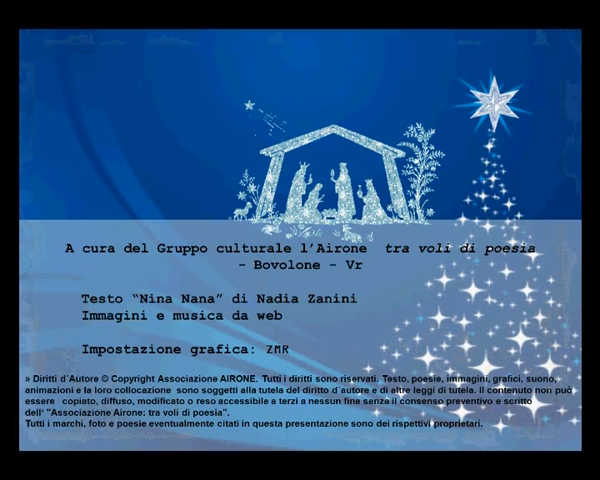 A cura del Gruppo culturale l'Airone tra voli di poesia
- Bovolone - Vr
Testo “Nina Nana” di Nadia Zanini
Immagini e musica da web
Impostazione grafica: ZMR
» Diritti d´Autore © Copyright Associazione AIRONE. Tutti i diritti sono riservati. Testo, poesie, immagini, grafici, suono,
animazioni e la loro collocazione sono soggetti alla tutela del diritto d´autore e di altre leggi di tutela. Il contenuto non può
essere copiato, diffuso, modificato o reso accessibile a terzi a nessun fine senza il consenso preventivo e scritto
dell' "Associazione Airone: tra voli di poesia".
Tutti i marchi, foto e poesie eventualmente citati in questa presentazione sono dei rispettivi proprietari.